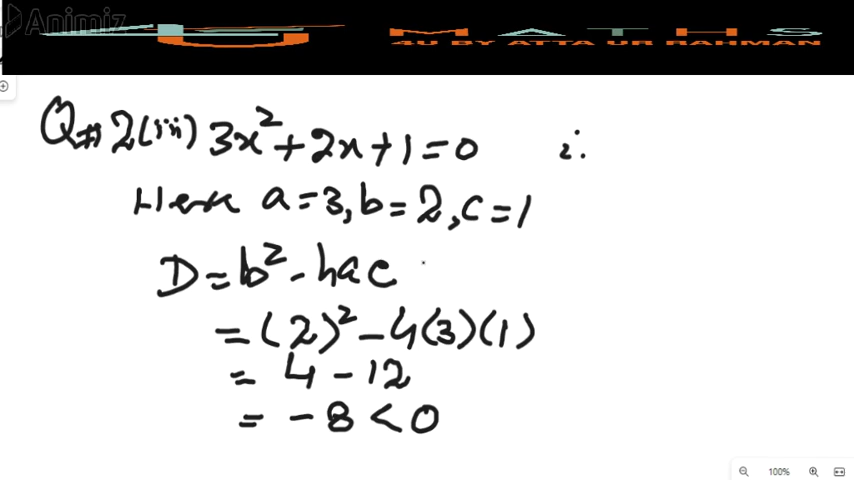 Animiz
MATHS
4U BY ATTA UR RAHMAN
Q#2(iii) 3x²+2x+1=0 i.
Here a=3, b=2, c=1
D=b²-4ac
=(2)²-4(3)(1)
= 4-12
= -8<0
100%